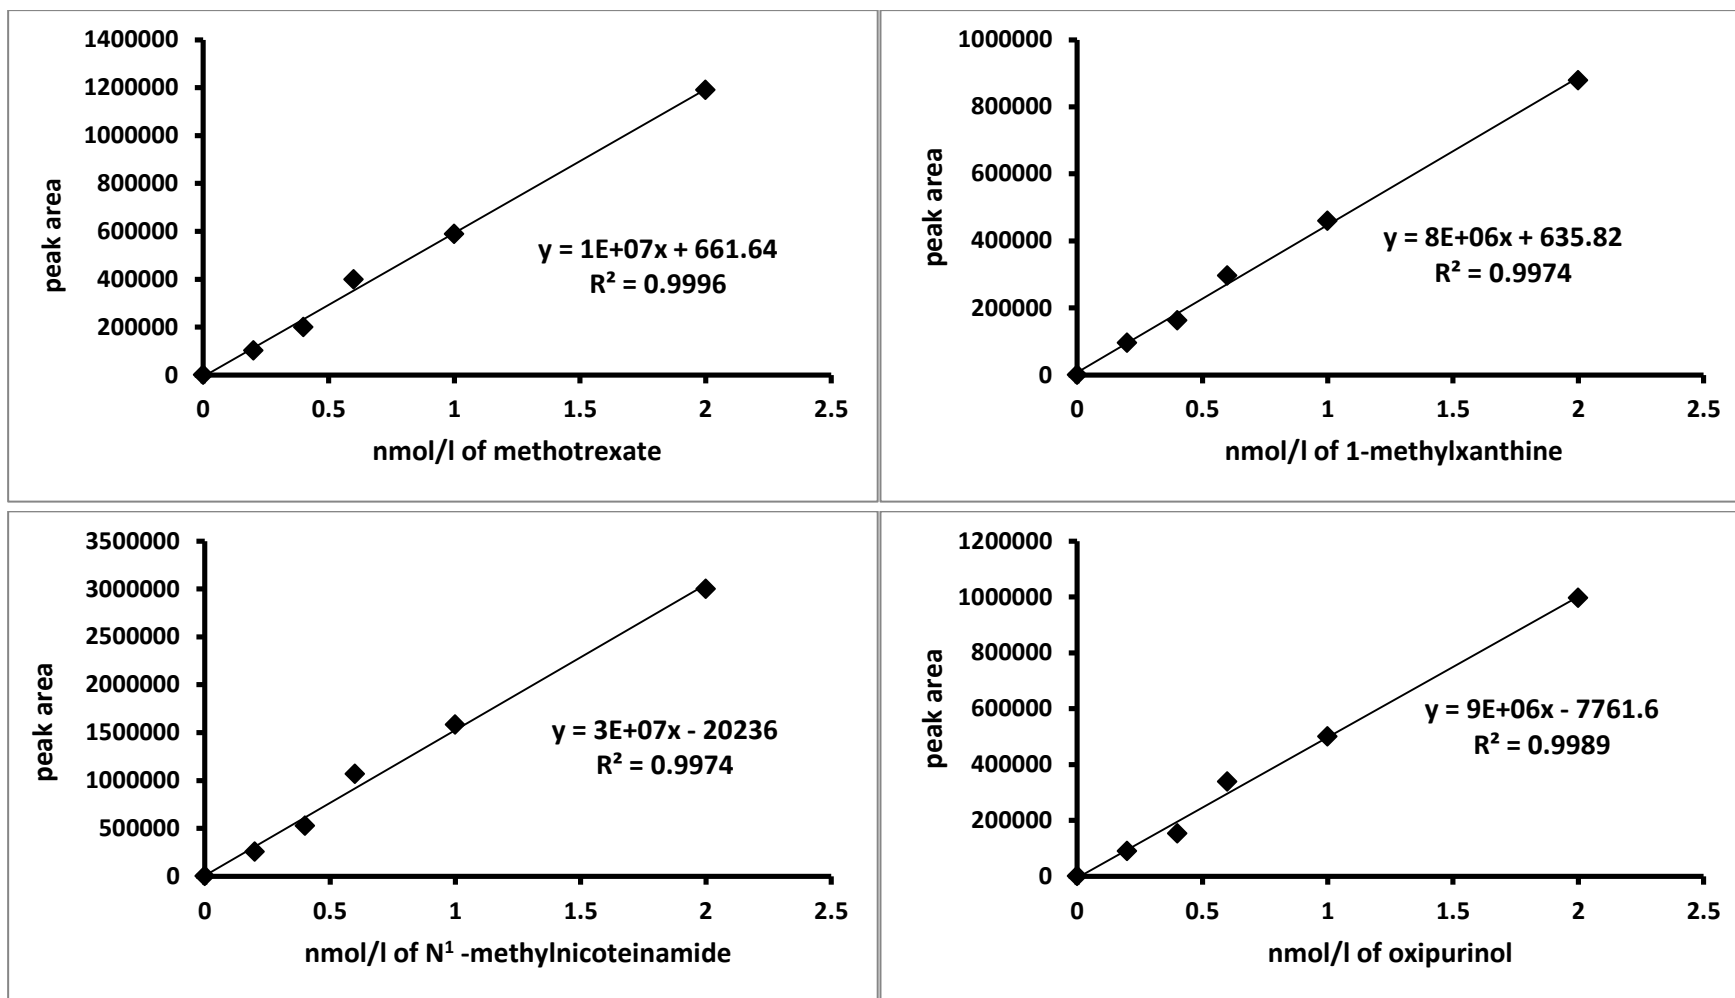 1400000
1200000
1000000
800000
600000
400000
200000
0
peak area
y = 1E+07x + 661.64
R² = 0.9996
0 0.5 1 1.5 2 2.5
nmol/l of methotrexate
1000000
800000
600000
400000
200000
0
peak area
y = 8E+06x + 635.82
R² = 0.9974
0 0.5 1 1.5 2 2.5
nmol/l of 1-methylxanthine
3500000
3000000
2500000
2000000
1500000
1000000
500000
0
peak area
y = 3E+07x - 20236
R² = 0.9974
0 0.5 1 1.5 2 2.5
nmol/l of N¹ -methylnicoteinamide
1200000
1000000
800000
600000
400000
200000
0
peak area
y = 9E+06x - 7761.6
R² = 0.9989
0 0.5 1 1.5 2 2.5
nmol/l of oxipurinol